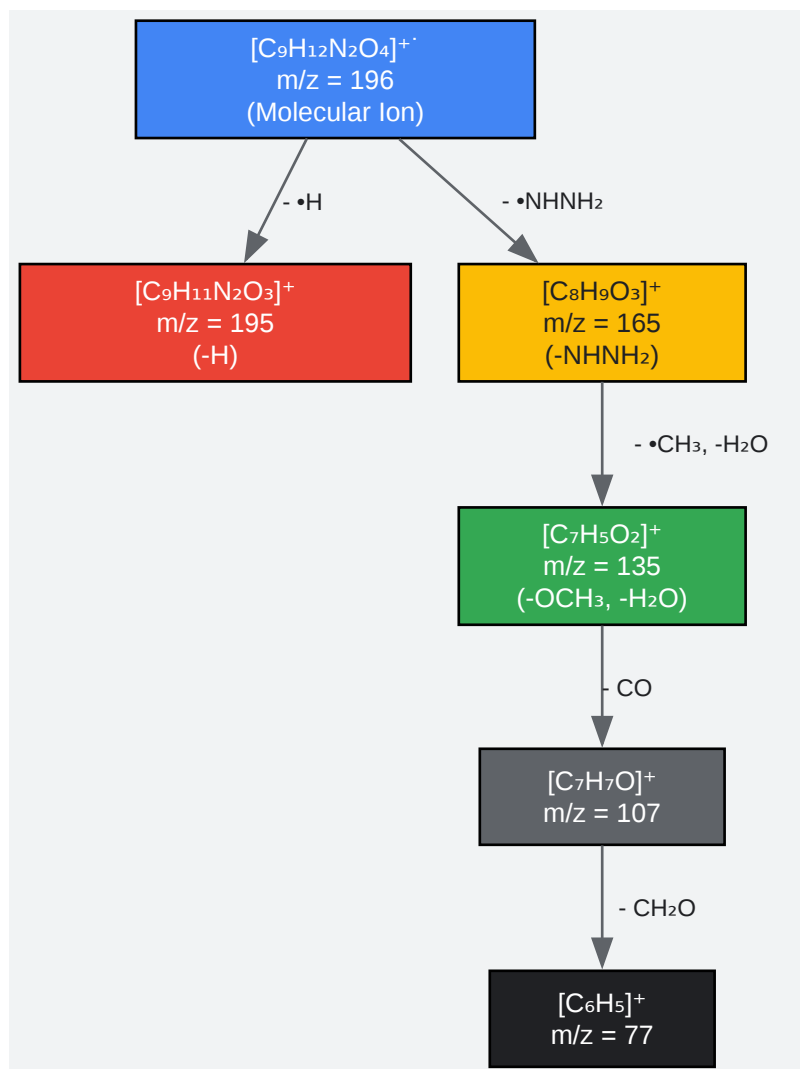 [C₉H₁₂N₂O₄]⁺˙
m/z = 196
(Molecular Ion)
- •H
- •NHNH₂
[C₉H₁₁N₂O₃]⁺
m/z = 195
(-H)
[C₈H₉O₃]⁺
m/z = 165
(-NHNH₂)
- •CH₃, -H₂O
[C₇H₅O₂]⁺
m/z = 135
(-OCH₃, -H₂O)
- CO
[C₇H₇O]⁺
m/z = 107
- CH₂O
[C₆H₅]⁺
m/z = 77